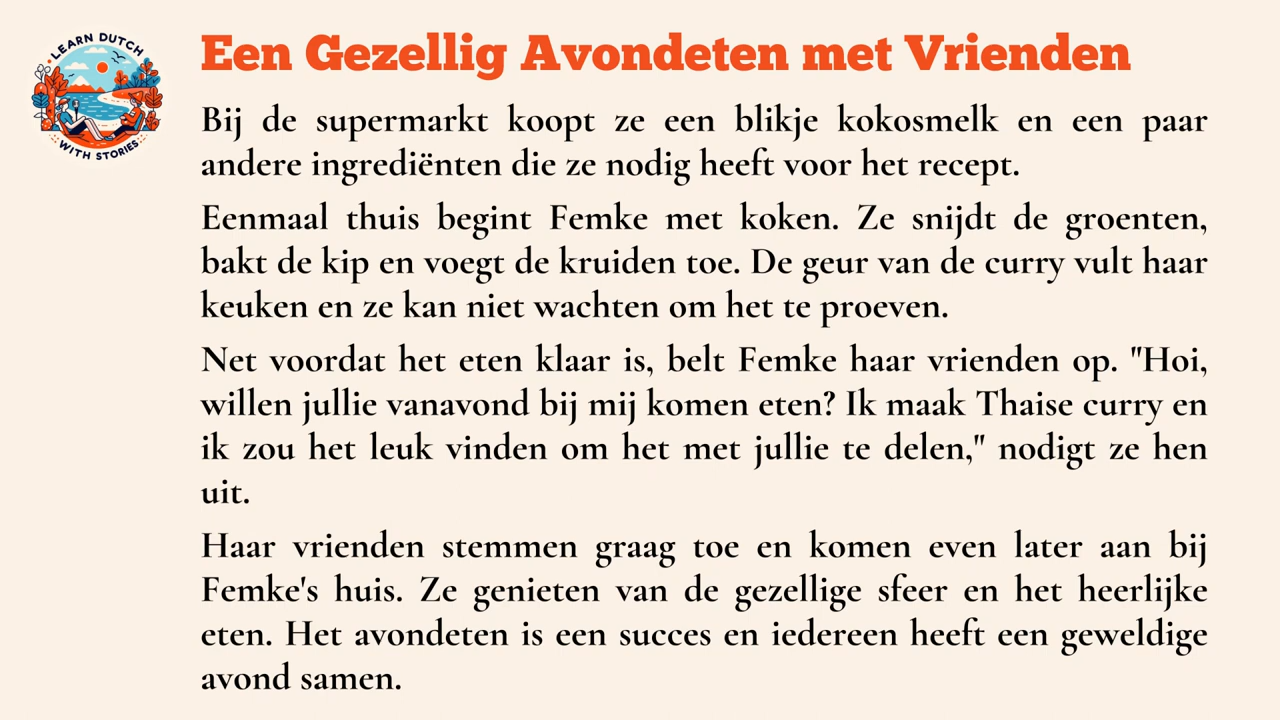 LEARN DUTCH
WITH STORIES
Een Gezellig Avondeten met Vrienden
Bij de supermarkt koopt ze een blikje kokosmelk en een paar
andere ingrediënten die ze nodig heeft voor het recept.
Eenmaal thuis begint Femke met koken. Ze snijdt de groenten,
bakt de kip en voegt de kruiden toe. De geur van de curry vult haar
keuken en ze kan niet wachten om het te proeven.
Net voordat het eten klaar is, belt Femke haar vrienden op. "Hoi,
willen jullie vanavond bij mij komen eten? Ik maak Thaise curry en
ik zou het leuk vinden om het met jullie te delen," nodigt ze hen
uit.
Haar vrienden stemmen graag toe en komen even later aan bij
Femke's huis. Ze genieten van de gezellige sfeer en het heerlijke
eten. Het avondeten is een succes en iedereen heeft een geweldige
avond samen.